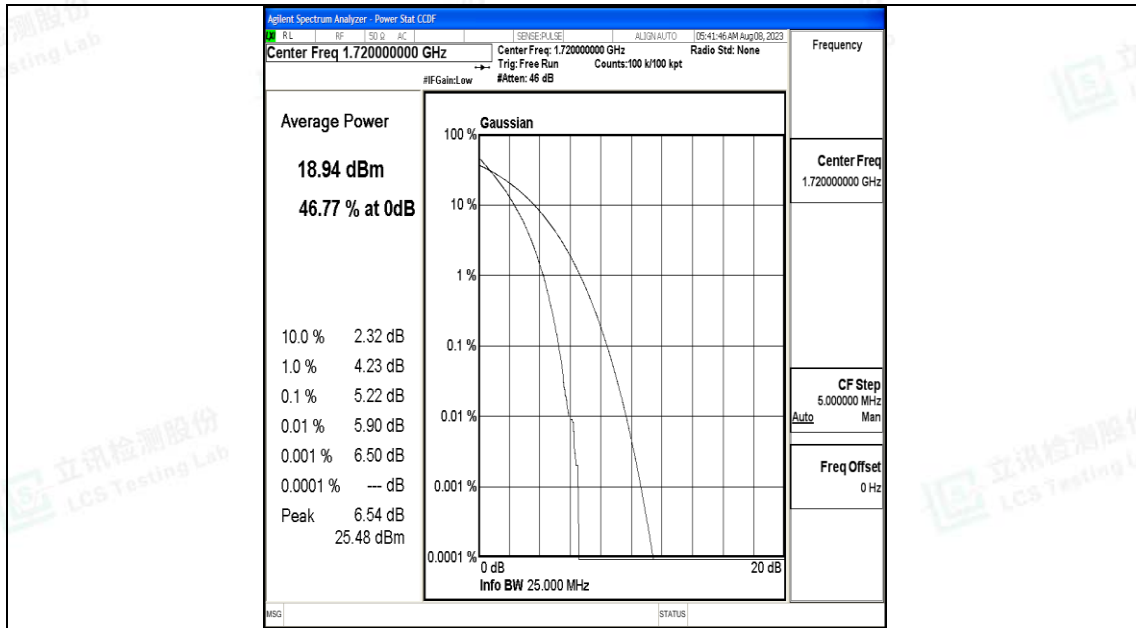 Agilent Spectrum Analyzer - Power Stat CCDF
RL RF 50 Ω AC SENSE:PULSE ALIGNAUTO 05:41:46 AM Aug 08, 2023
Center Freq 1.720000000 GHz
Center Freq: 1.720000000 GHz
Radio Std: None
Trig: Free Run
Counts:100 k/100 kpt
#IFGain:Low
#Atten: 46 dB
Frequency
Average Power
18.94 dBm
46.77 % at 0dB
10.0 % 2.32 dB
1.0 % 4.23 dB
0.1 % 5.22 dB
0.01 % 5.90 dB
0.001 % 6.50 dB
0.0001 % --- dB
Peak 6.54 dB
25.48 dBm
Gaussian
100 %
10 %
1 %
0.1 %
0.01 %
0.001 %
0.0001 %
0 dB
20 dB
Info BW 25.000 MHz
Center Freq
1.720000000 GHz
CF Step
5.000000 MHz
Auto Man
Freq Offset
0 Hz
MSG
STATUS
立讯检测股份
LCS Testing Lab